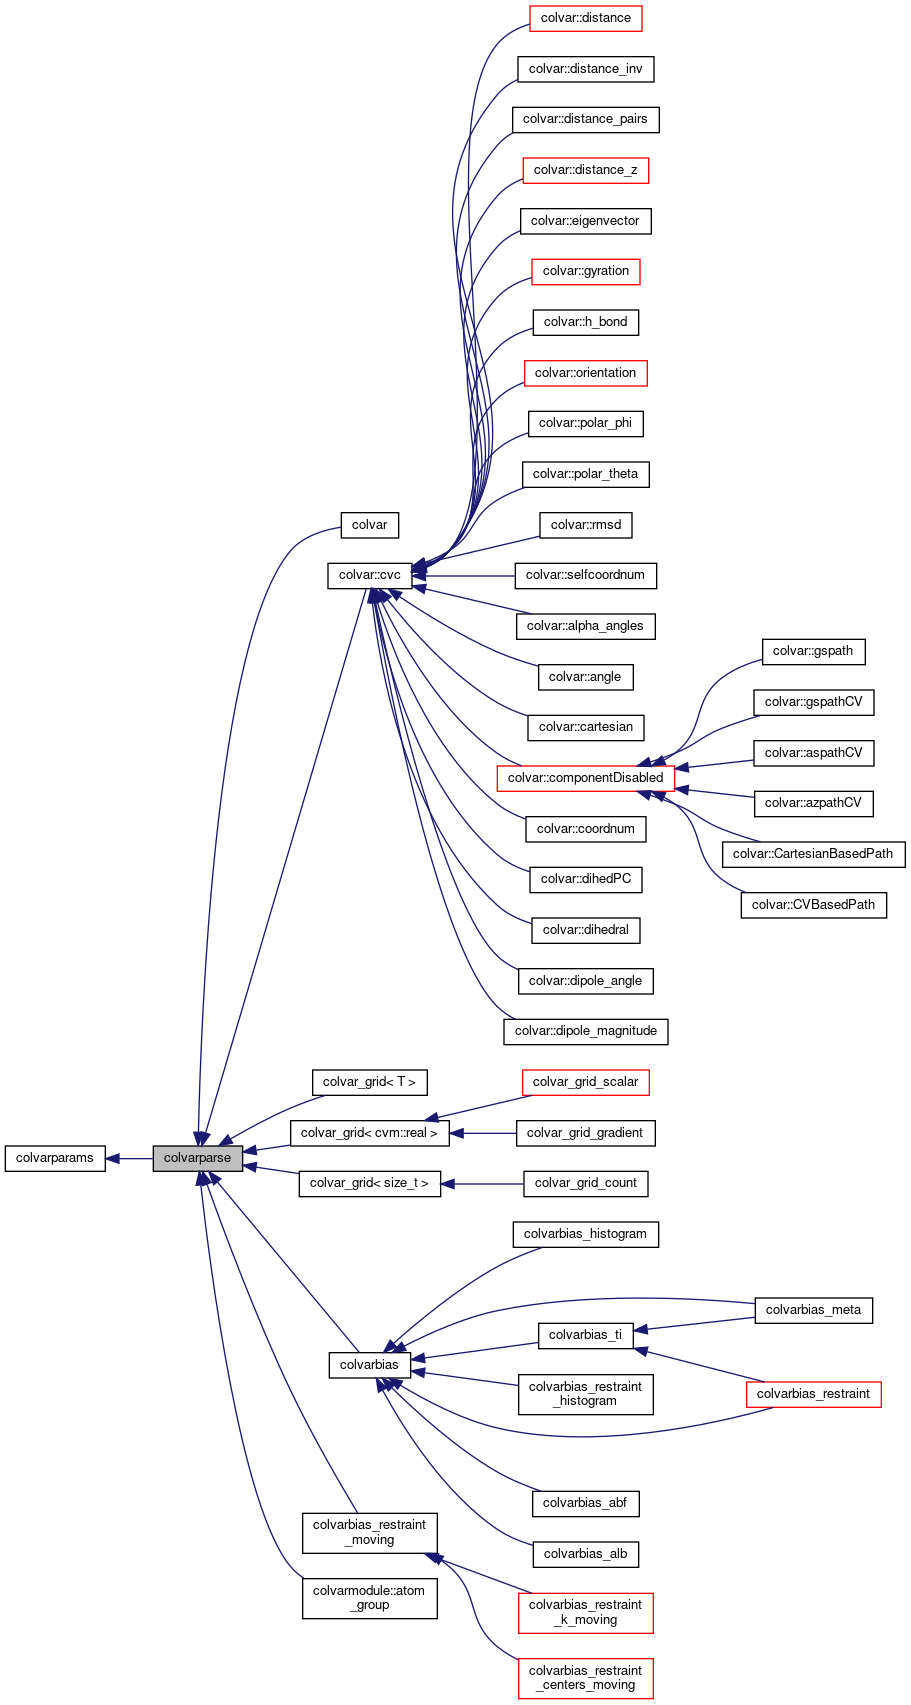 colvar::distance
colvar::distance_inv
colvar::distance_pairs
colvar::distance_z
colvar::eigenvector
colvar::gyration
colvar::h_bond
colvar::orientation
colvar::polar_phi
colvar::polar_theta
colvar
colvar::rmsd
colvar::cvc
colvar::selfcoordnum
colvar::alpha_angles
colvar::gspath
colvar::angle
colvar::gspathCV
colvar::cartesian
colvar::aspathCV
colvar::componentDisabled
colvar::azpathCV
colvar::coordnum
colvar::CartesianBasedPath
colvar::dihedPC
colvar::CVBasedPath
colvar::dihedral
colvar::dipole_angle
colvar::dipole_magnitude
colvar_grid< T >
colvar_grid_scalar
colvar_grid< cvm::real >
colvar_grid_gradient
colvarparams
colvarparse
colvar_grid< size_t >
colvar_grid_count
colvarbias_histogram
colvarbias_meta
colvarbias_ti
colvarbias
colvarbias_restraint
_histogram
colvarbias_restraint
colvarbias_abf
colvarbias_restraint
_moving
colvarbias_alb
colvarmodule::atom
_group
colvarbias_restraint
_k_moving
colvarbias_restraint
_centers_moving